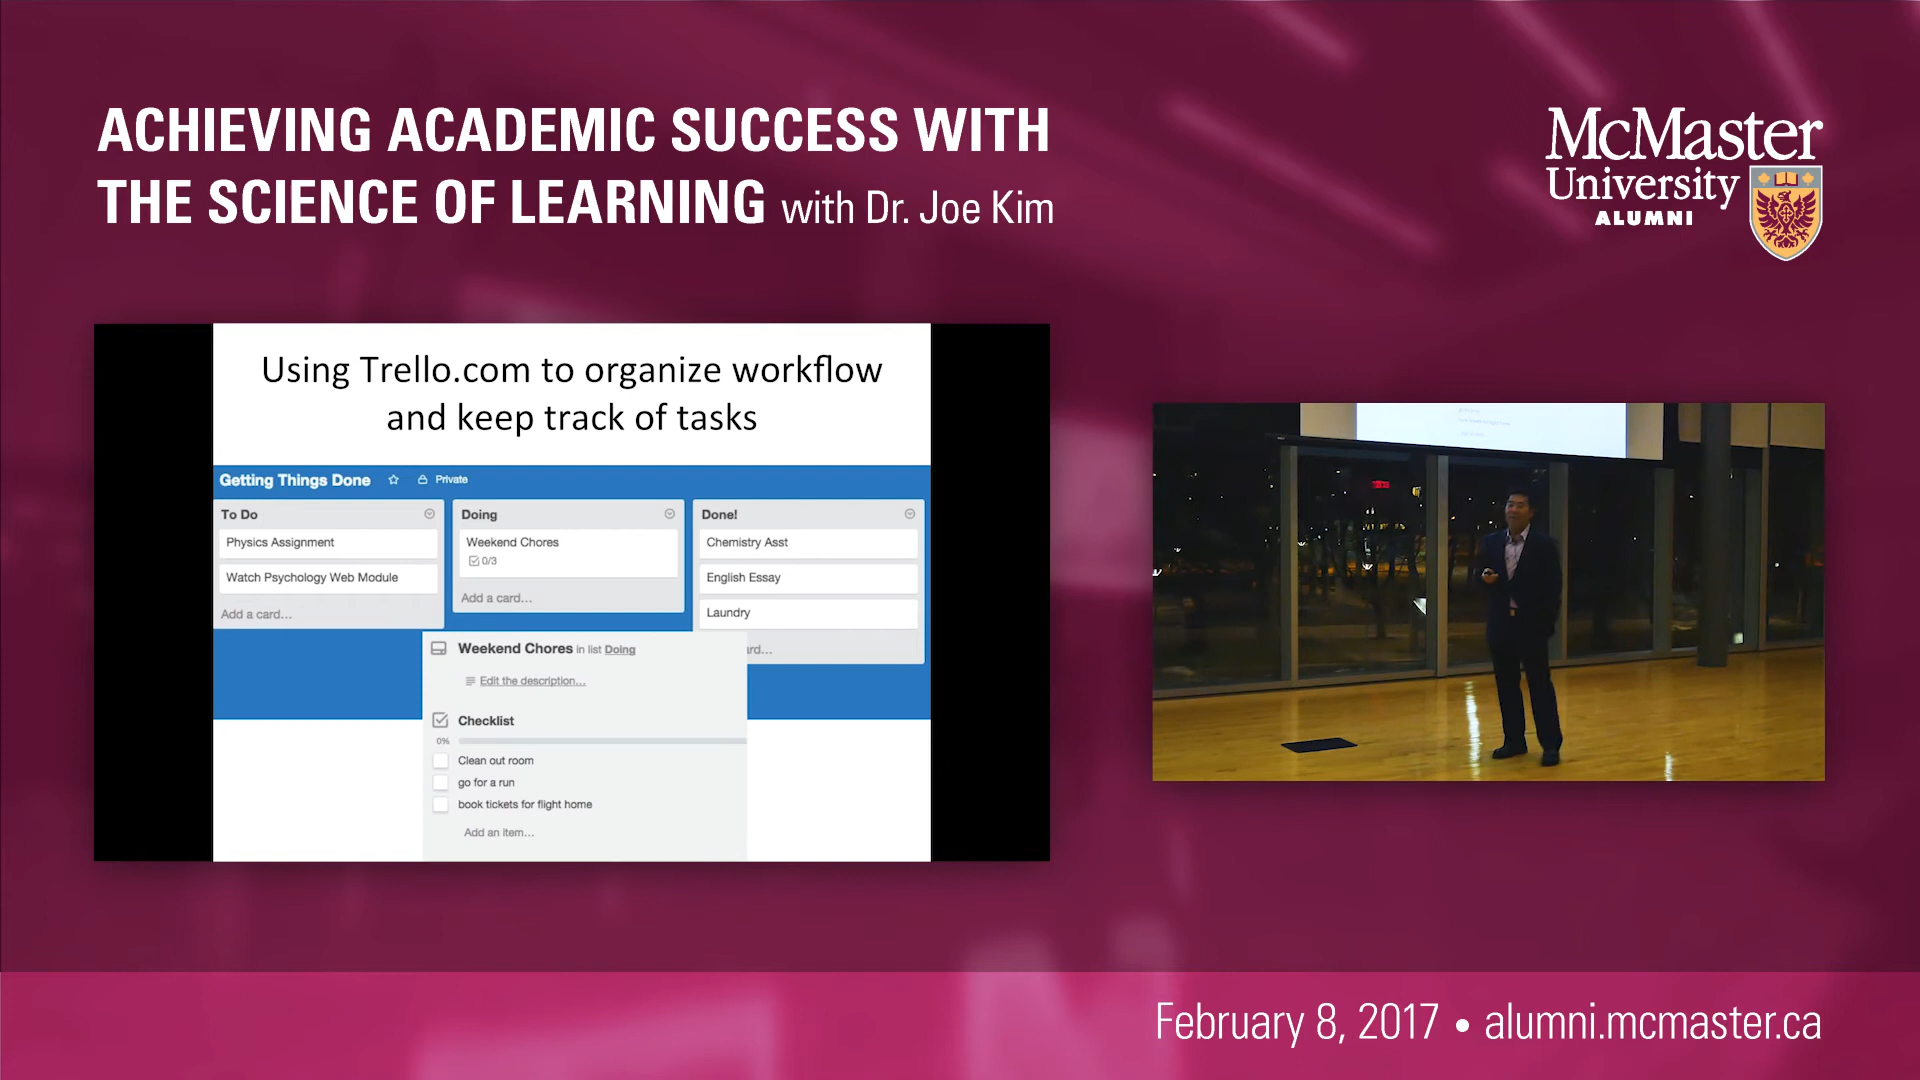 ACHIEVING ACADEMIC SUCCESS WITH
THE SCIENCE OF LEARNING with Dr. Joe Kim
McMaster
University
ALUMNI
Using Trello.com to organize workflow
and keep track of tasks
Getting Things Done Private
To Do
Physics Assignment
Watch Psychology Web Module
Add a card...
Doing
Weekend Chores
0/3
Add a card...
Done!
Chemistry Asst
English Essay
Laundry
rd...
Weekend Chores in list Doing
Edit the description...
Checklist
0%
Clean out room
go for a run
book tickets for flight home
Add an item...
February 8, 2017 • alumni.mcmaster.ca